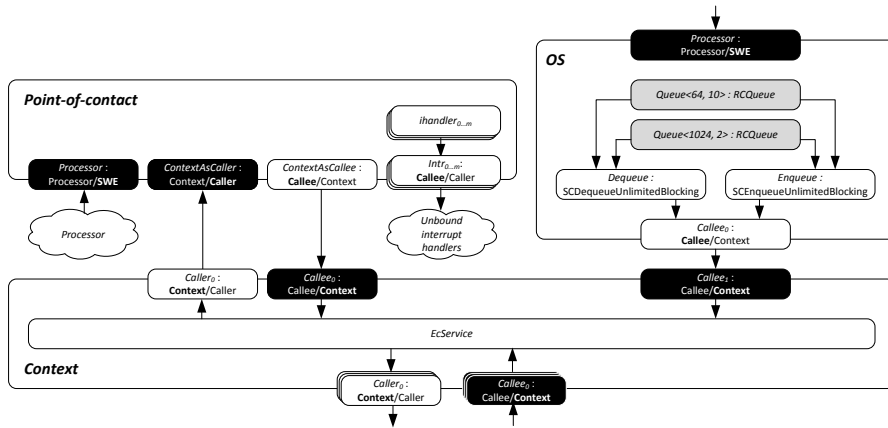 Processor :
Processor/SWE
OS
Queue<64, 10> : RCQueue
Queue<1024, 2> : RCQueue
Dequeue :
SCDequeueUnlimitedBlocking
Enqueue :
SCEnqueueUnlimitedBlocking
Callee0 :
Callee/Context
Point-of-contact
ihandler0...m
Processor :
Processor/SWE
ContextAsCaller :
Context/Caller
ContextAsCallee :
Callee/Context
Intr0...m:
Callee/Caller
Processor
Unbound
interrupt
handlers
Caller0 :
Context/Caller
Callee0 :
Callee/Context
Callee1 :
Callee/Context
EcService
Context
Caller0 :
Context/Caller
Callee0 :
Callee/Context